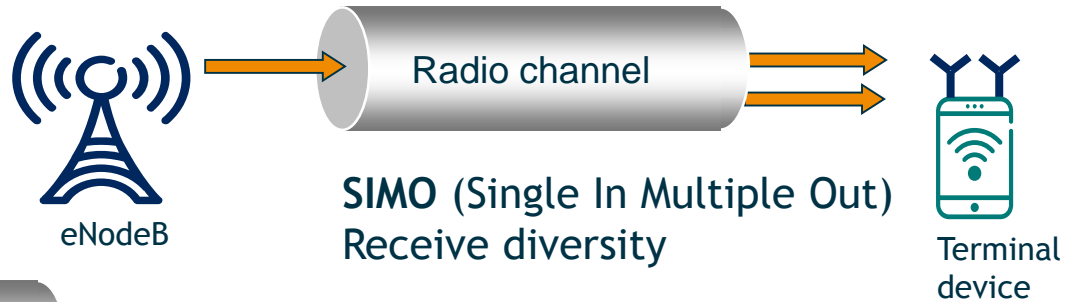 Radio channel
eNodeB
SIMO (Single In Multiple Out)
Receive diversity
Terminal
device